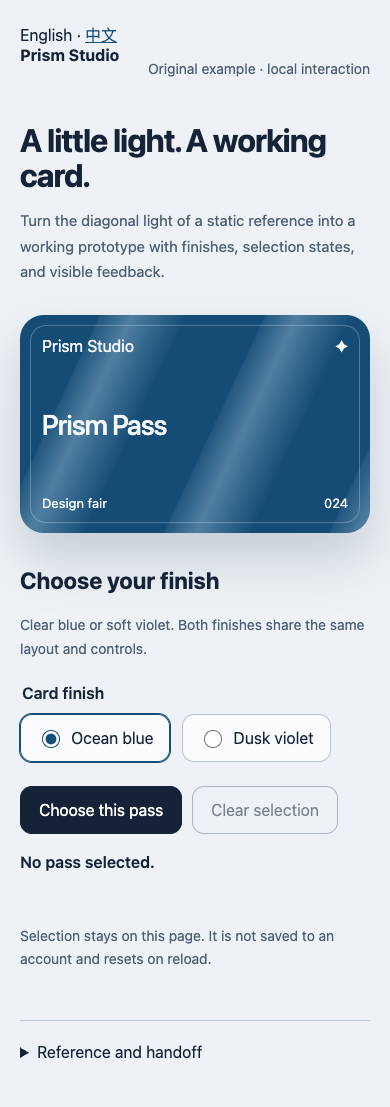 English · 中文
Prism Studio
Original example · local interaction
A little light. A working
card.
Turn the diagonal light of a static reference into a
working prototype with finishes, selection states,
and visible feedback.
Prism Studio
Prism Pass
Design fair
024
Choose your finish
Clear blue or soft violet. Both finishes share the same
layout and controls.
Card finish
Ocean blue
Dusk violet
Choose this pass
Clear selection
No pass selected.
Selection stays on this page. It is not saved to an
account and resets on reload.
Reference and handoff